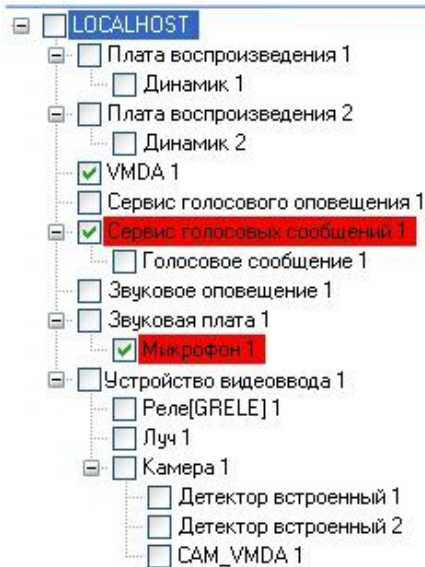 LOCALHOST
Плата воспроизведения 1
Динамик 1
Плата воспроизведения 2
Динамик 2
VMDA 1
Сервис голосового оповещения 1
Сервис голосовых сообщений 1
Голосовое сообщение 1
Звуковое оповещение 1
Звуковая плата 1
Микрофон 1
Устройство видеоввода 1
Реле[GRELE] 1
Луч 1
Камера 1
Детектор встроенный 1
Детектор встроенный 2
CAM_VMDA 1